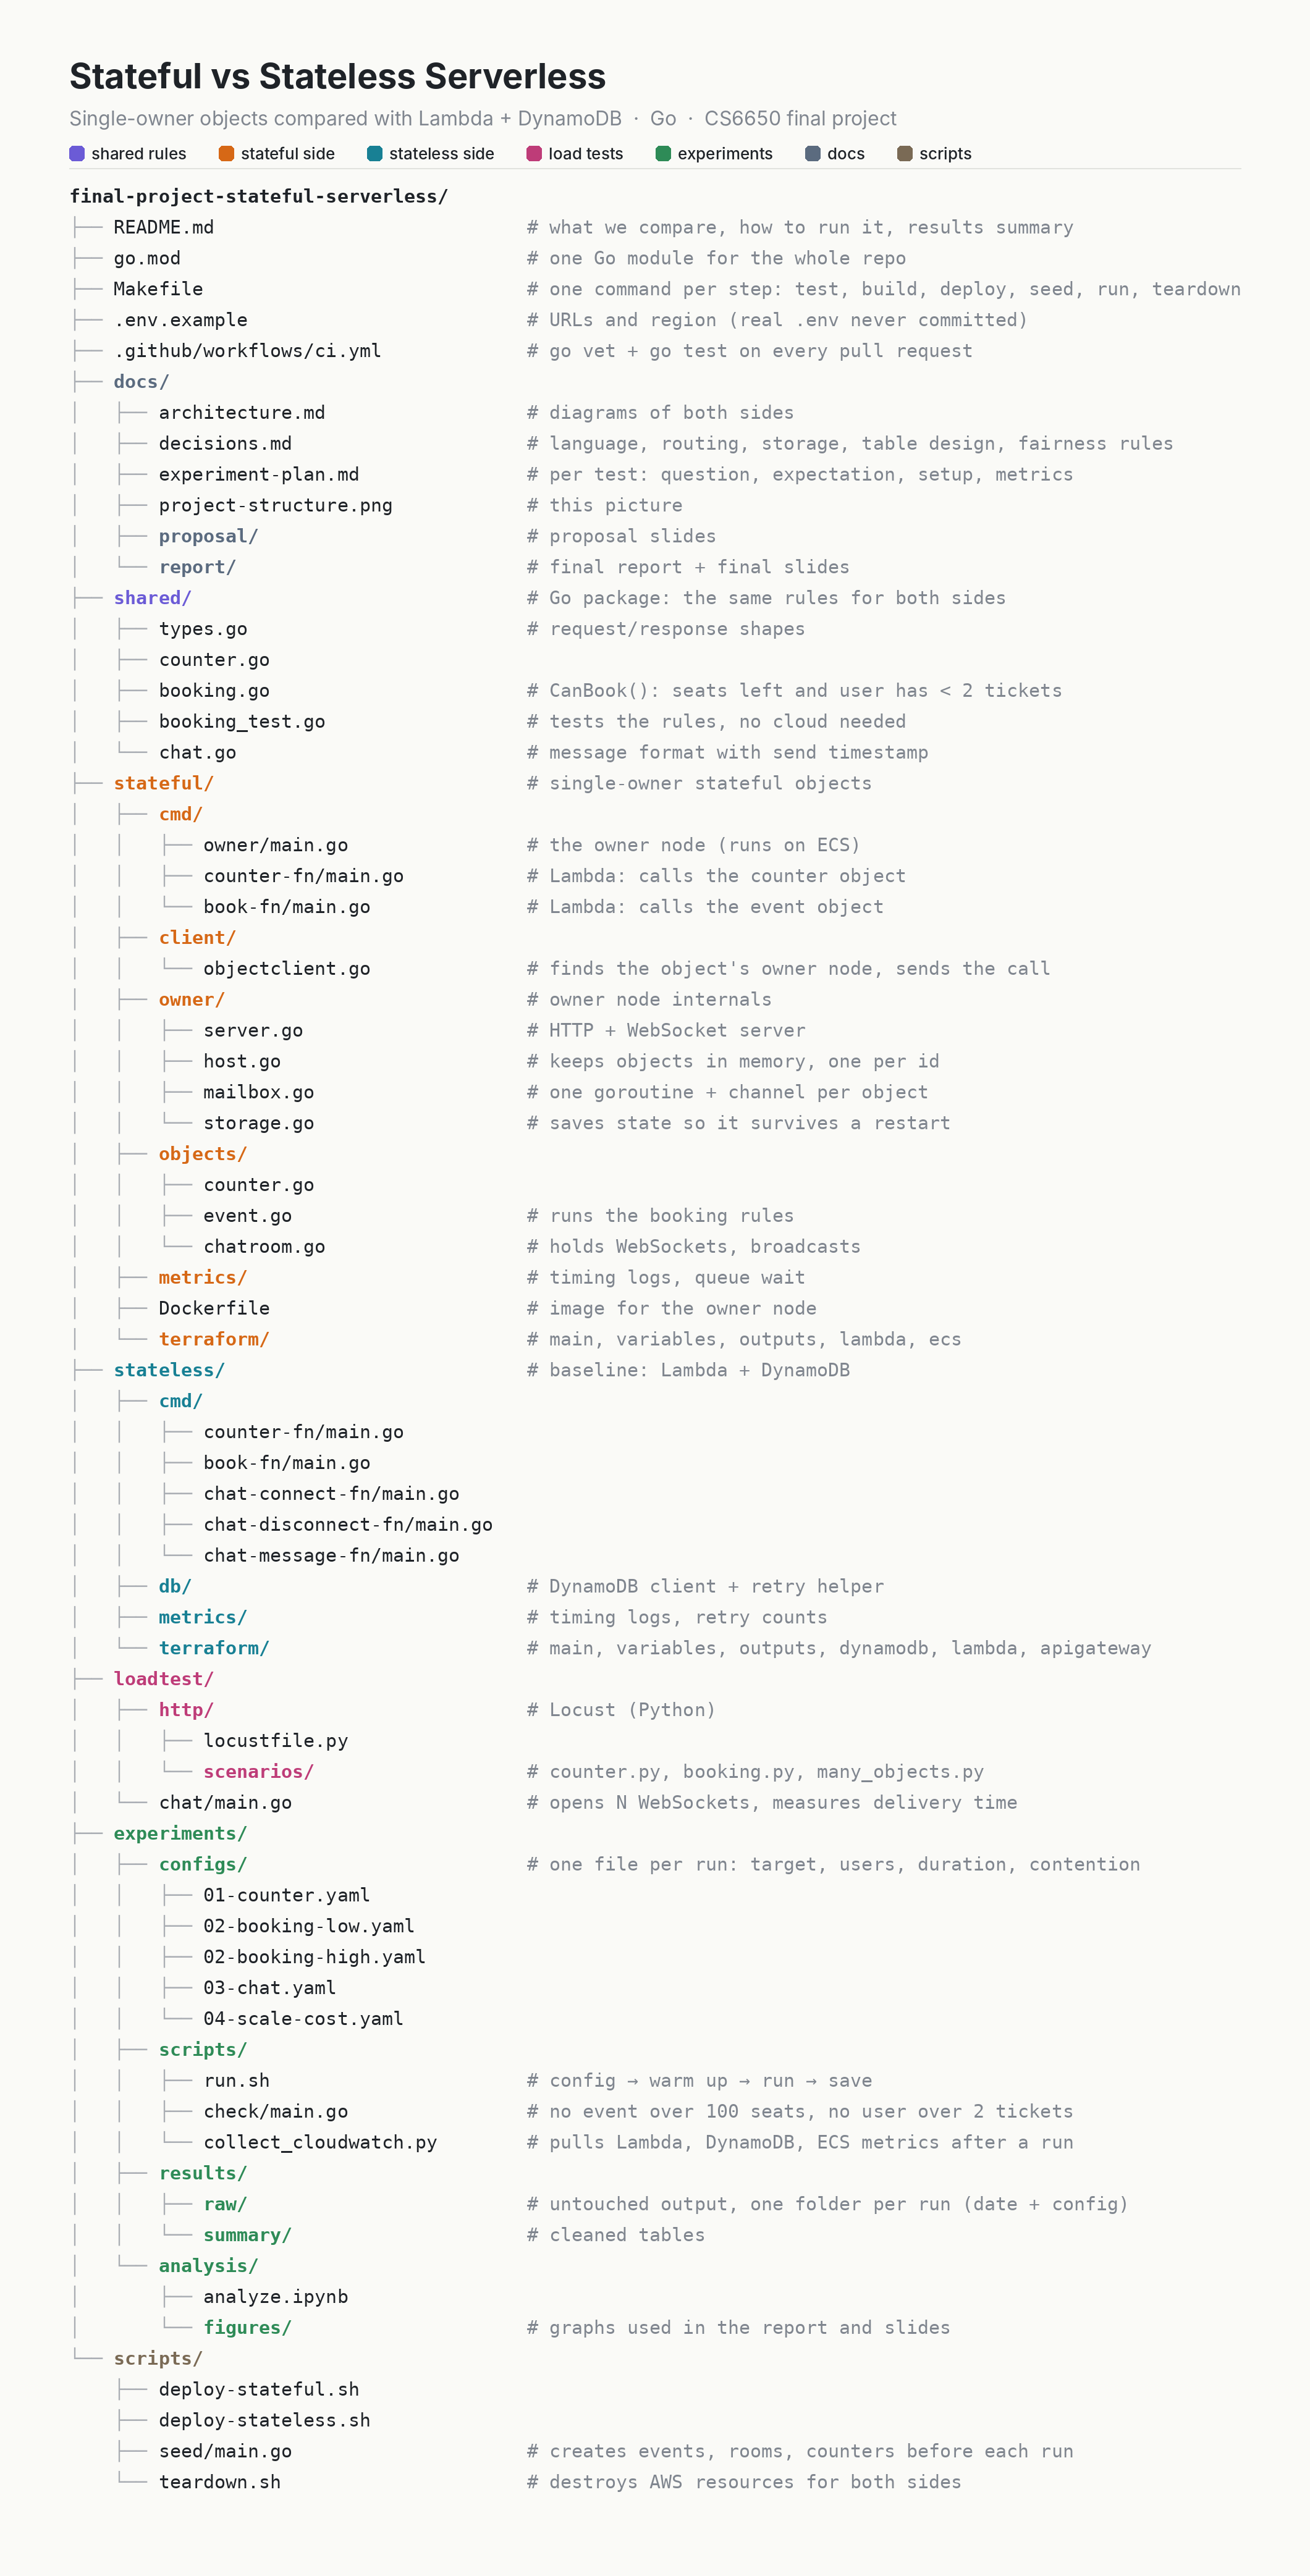 Stateful vs Stateless Serverless
Single-owner objects compared with Lambda + DynamoDB · Go · CS6650 final project
shared rules stateful side stateless side load tests experiments docs scripts
final-project-stateful-serverless/
├── README.md # what we compare, how to run it, results summary
├── go.mod # one Go module for the whole repo
├── Makefile # one command per step: test, build, deploy, seed, run, teardown
├── .env.example # URLs and region (real .env never committed)
├── .github/workflows/ci.yml # go vet + go test on every pull request
├── docs/
│   ├── architecture.md # diagrams of both sides
│   ├── decisions.md # language, routing, storage, table design, fairness rules
│   ├── experiment-plan.md # per test: question, expectation, setup, metrics
│   ├── project-structure.png # this picture
│   ├── proposal/ # proposal slides
│   └── report/ # final report + final slides
├── shared/ # Go package: the same rules for both sides
│   ├── types.go # request/response shapes
│   ├── counter.go
│   ├── booking.go # CanBook(): seats left and user has < 2 tickets
│   ├── booking_test.go # tests the rules, no cloud needed
│   └── chat.go # message format with send timestamp
├── stateful/ # single-owner stateful objects
│   ├── cmd/
│   │   ├── owner/main.go # the owner node (runs on ECS)
│   │   ├── counter-fn/main.go # Lambda: calls the counter object
│   │   └── book-fn/main.go # Lambda: calls the event object
│   ├── client/
│   │   └── objectclient.go # finds the object's owner node, sends the call
│   ├── owner/ # owner node internals
│   │   ├── server.go # HTTP + WebSocket server
│   │   ├── host.go # keeps objects in memory, one per id
│   │   ├── mailbox.go # one goroutine + channel per object
│   │   └── storage.go # saves state so it survives a restart
│   ├── objects/
│   │   ├── counter.go
│   │   ├── event.go # runs the booking rules
│   │   └── chatroom.go # holds WebSockets, broadcasts
│   ├── metrics/ # timing logs, queue wait
│   ├── Dockerfile # image for the owner node
│   └── terraform/ # main, variables, outputs, lambda, ecs
├── stateless/ # baseline: Lambda + DynamoDB
│   ├── cmd/
│   │   ├── counter-fn/main.go
│   │   ├── book-fn/main.go
│   │   ├── chat-connect-fn/main.go
│   │   ├── chat-disconnect-fn/main.go
│   │   └── chat-message-fn/main.go
│   ├── db/ # DynamoDB client + retry helper
│   ├── metrics/ # timing logs, retry counts
│   └── terraform/ # main, variables, outputs, dynamodb, lambda, apigateway
├── loadtest/
│   ├── http/ # Locust (Python)
│   │   ├── locustfile.py
│   │   └── scenarios/ # counter.py, booking.py, many_objects.py
│   └── chat/main.go # opens N WebSockets, measures delivery time
├── experiments/
│   ├── configs/ # one file per run: target, users, duration, contention
│   │   ├── 01-counter.yaml
│   │   ├── 02-booking-low.yaml
│   │   ├── 02-booking-high.yaml
│   │   ├── 03-chat.yaml
│   │   └── 04-scale-cost.yaml
│   ├── scripts/
│   │   ├── run.sh # config → warm up → run → save
│   │   ├── check/main.go # no event over 100 seats, no user over 2 tickets
│   │   └── collect_cloudwatch.py # pulls Lambda, DynamoDB, ECS metrics after a run
│   ├── results/
│   │   ├── raw/ # untouched output, one folder per run (date + config)
│   │   └── summary/ # cleaned tables
│   └── analysis/
│       ├── analyze.ipynb
│       └── figures/ # graphs used in the report and slides
└── scripts/
    ├── deploy-stateful.sh
    ├── deploy-stateless.sh
    ├── seed/main.go # creates events, rooms, counters before each run
    └── teardown.sh # destroys AWS resources for both sides